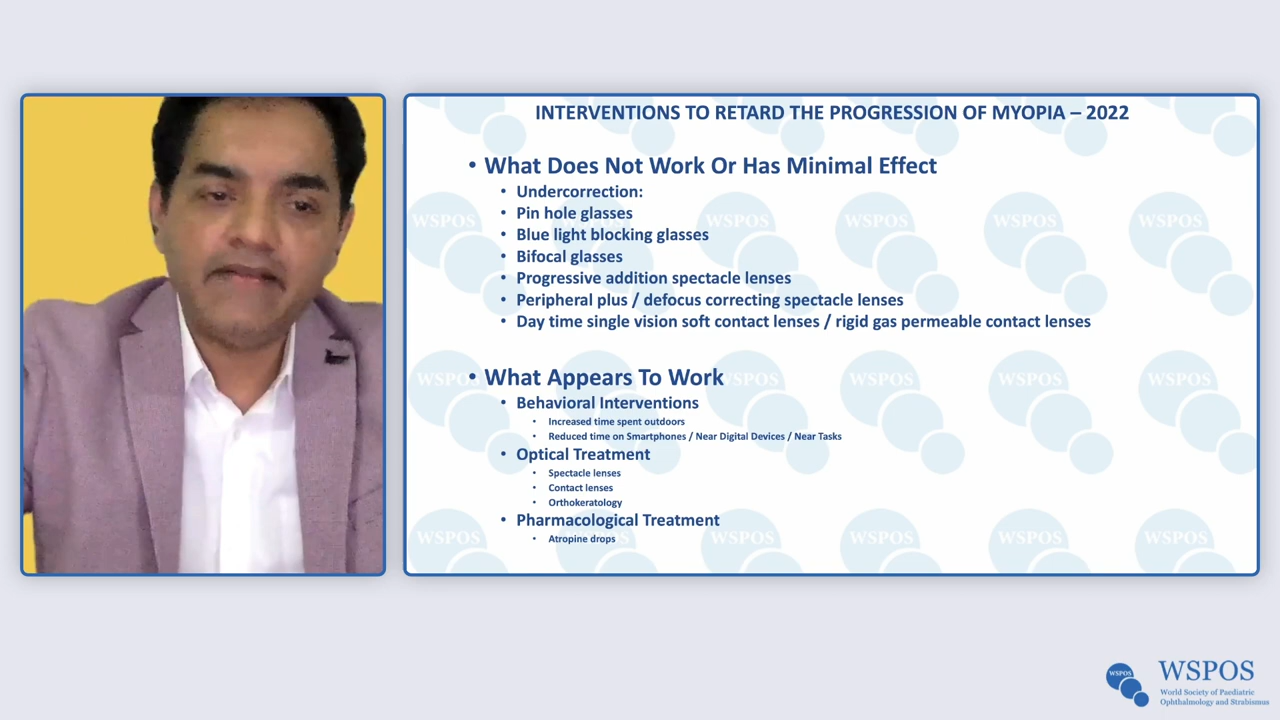 INTERVENTIONS TO RETARD THE PROGRESSION OF MYOPIA – 2022
• What Does Not Work Or Has Minimal Effect
• Undercorrection:
• Pin hole glasses
• Blue light blocking glasses
• Bifocal glasses
• Progressive addition spectacle lenses
• Peripheral plus / defocus correcting spectacle lenses
• Day time single vision soft contact lenses / rigid gas permeable contact lenses
• What Appears To Work
• Behavioral Interventions
• Increased time spent outdoors
• Reduced time on Smartphones / Near Digital Devices / Near Tasks
• Optical Treatment
• Spectacle lenses
• Contact lenses
• Orthokeratology
• Pharmacological Treatment
• Atropine drops
WSPOS
WSPOS
World Society of Paediatric
Ophthalmology and Strabismus